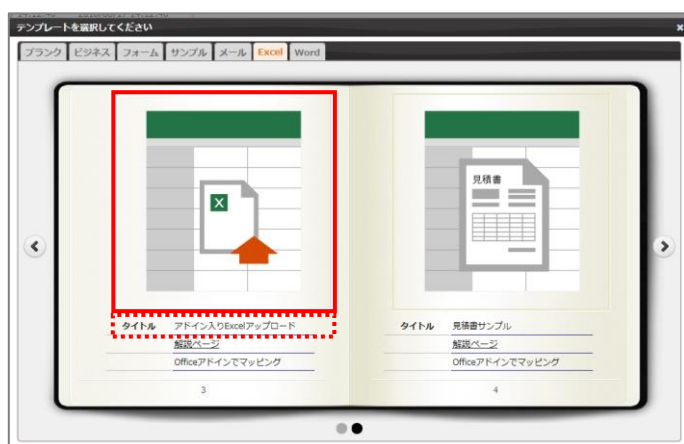 テンプレートを選択してください
×
ブランク ビジネス フォーム サンプル メール Excel Word
X
見積書
タイトル アドイン入りExcelアップロード
解説ページ
Officeアドインでマッピング
3
タイトル 見積書サンプル
解説ページ
Officeアドインでマッピング
4